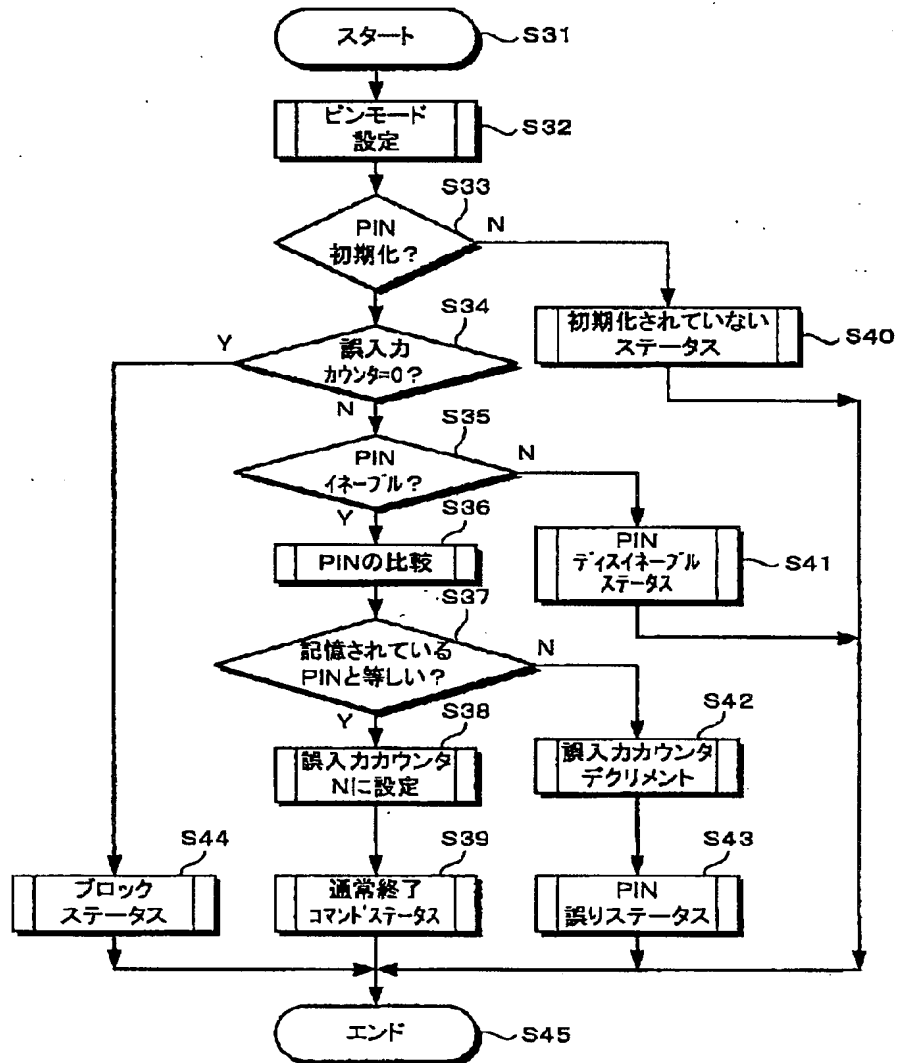 スタート
S31
ピンモード
設定
S32
S33
PIN
初期化?
N
S34
誤入力
カウンタ=0?
Y
N
初期化されていない
ステータス
S40
S35
PIN
イネーブル?
N
Y
S36
PINの比較
PIN
ディスイネーブル
ステータス
S41
S37
記憶されている
PINと等しい?
N
Y
S38
誤入力カウンタ
Nに設定
S42
誤入力カウンタ
デクリメント
S44
ブロック
ステータス
S39
通常終了
コマンドステータス
S43
PIN
誤りステータス
エンド
S45